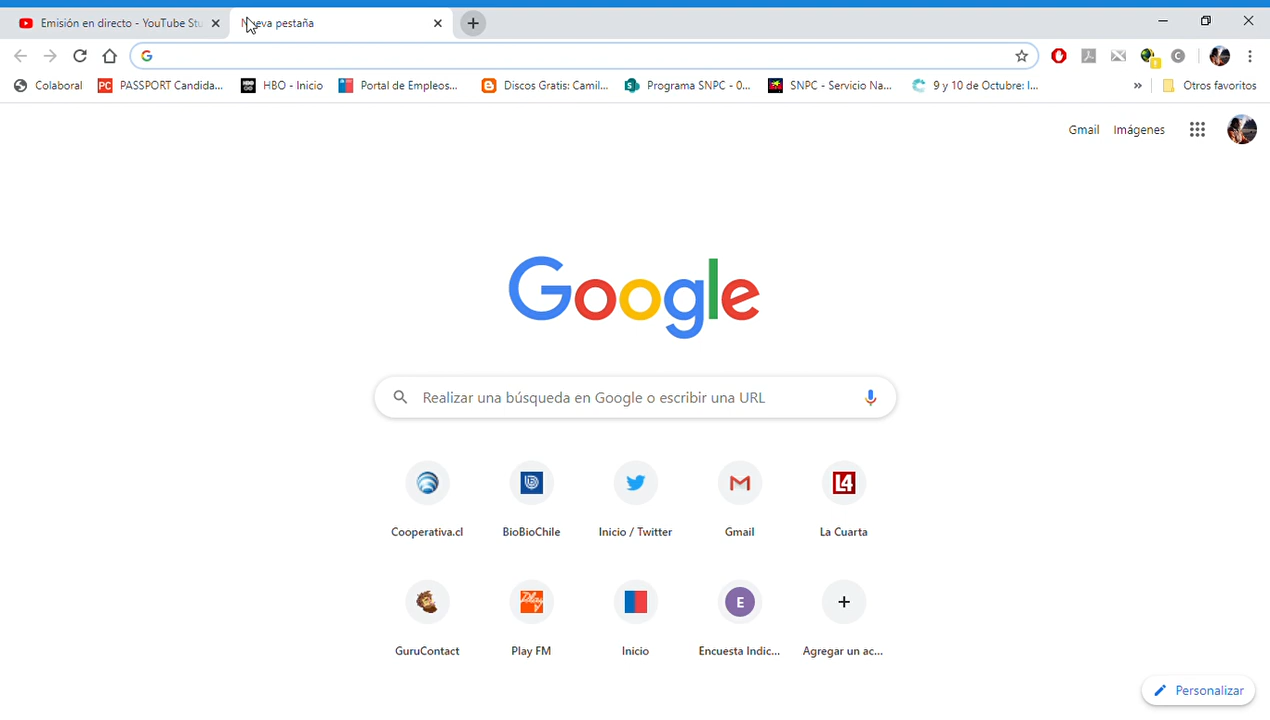 Emisión en directo - YouTube Stu
Nueva pestaña
Colaboral PASSPORT Candida... HBO - Inicio Portal de Empleos... Discos Gratis: Camil... Programa SNPC - 0... SNPC - Servicio Na... 9 y 10 de Octubre: I... » Otros favoritos
Gmail Imágenes
Google
Realizar una búsqueda en Google o escribir una URL
Cooperativa.cl BioBioChile Inicio / Twitter Gmail La Cuarta
GuruContact Play FM Inicio Encuesta Indic... Agregar un ac...
Personalizar